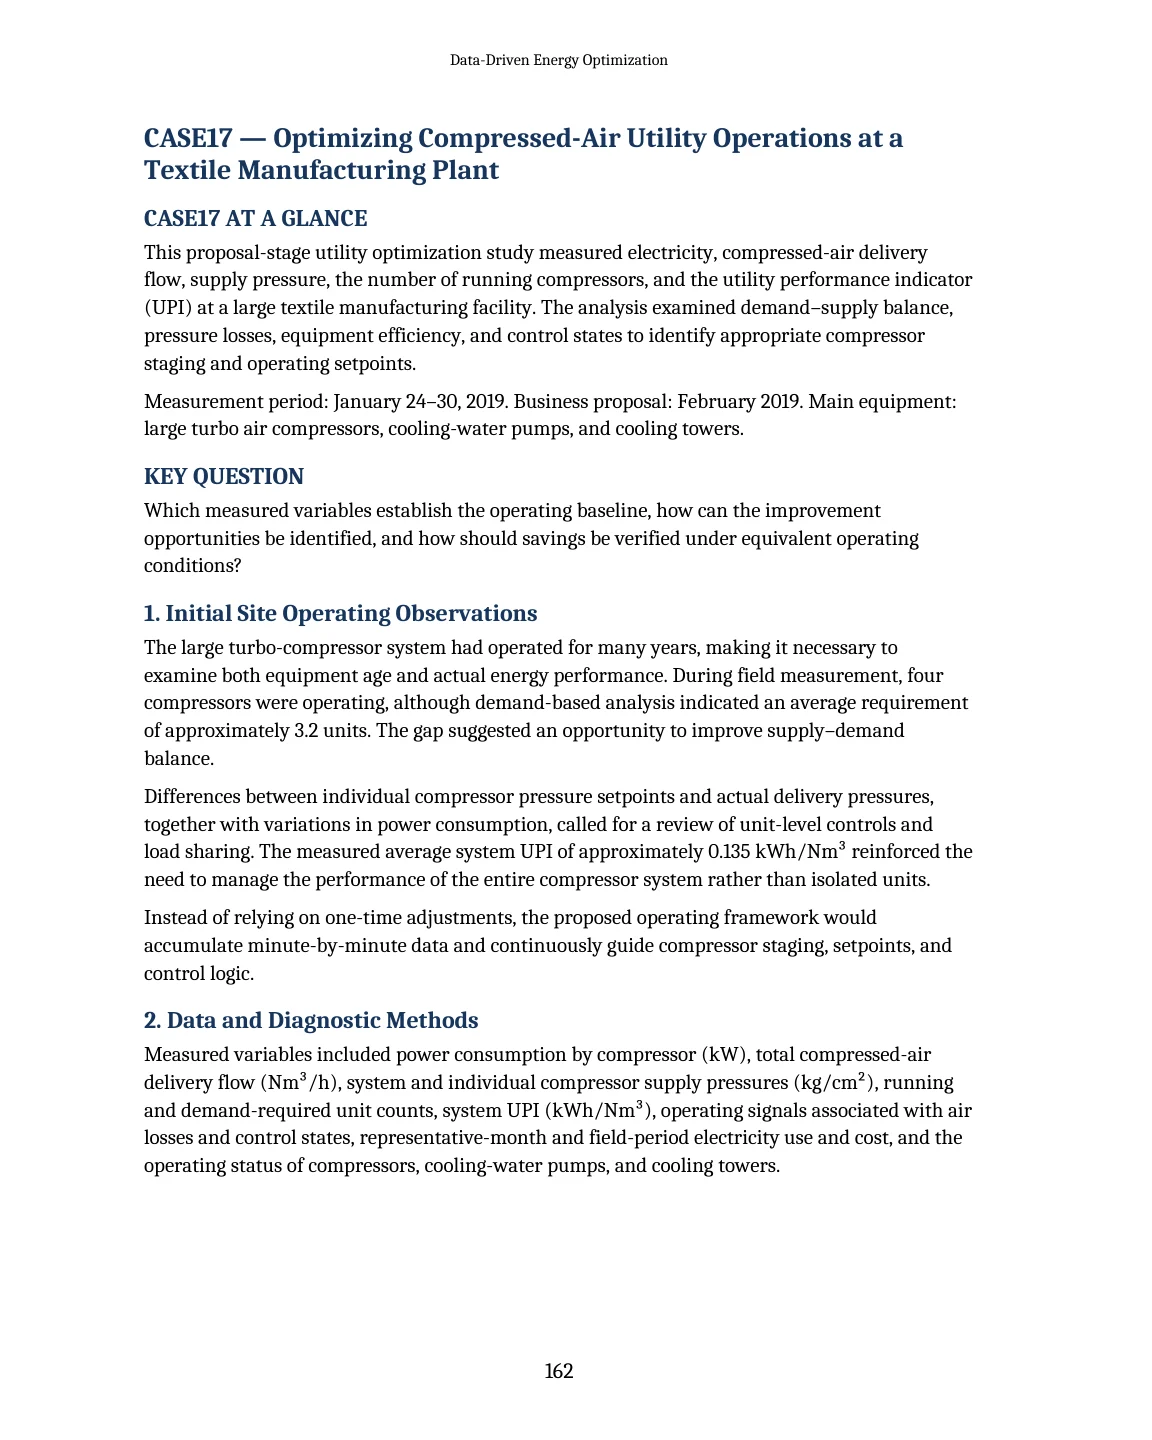 Data-Driven Energy Optimization
CASE17 — Optimizing Compressed-Air Utility Operations at a
Textile Manufacturing Plant
CASE17 AT A GLANCE
This proposal-stage utility optimization study measured electricity, compressed-air delivery
flow, supply pressure, the number of running compressors, and the utility performance indicator
(UPI) at a large textile manufacturing facility. The analysis examined demand–supply balance,
pressure losses, equipment efficiency, and control states to identify appropriate compressor
staging and operating setpoints.
Measurement period: January 24–30, 2019. Business proposal: February 2019. Main equipment:
large turbo air compressors, cooling-water pumps, and cooling towers.
KEY QUESTION
Which measured variables establish the operating baseline, how can the improvement
opportunities be identified, and how should savings be verified under equivalent operating
conditions?
1. Initial Site Operating Observations
The large turbo-compressor system had operated for many years, making it necessary to
examine both equipment age and actual energy performance. During field measurement, four
compressors were operating, although demand-based analysis indicated an average requirement
of approximately 3.2 units. The gap suggested an opportunity to improve supply–demand
balance.
Differences between individual compressor pressure setpoints and actual delivery pressures,
together with variations in power consumption, called for a review of unit-level controls and
load sharing. The measured average system UPI of approximately 0.135 kWh/Nm³ reinforced the
need to manage the performance of the entire compressor system rather than isolated units.
Instead of relying on one-time adjustments, the proposed operating framework would
accumulate minute-by-minute data and continuously guide compressor staging, setpoints, and
control logic.
2. Data and Diagnostic Methods
Measured variables included power consumption by compressor (kW), total compressed-air
delivery flow (Nm³/h), system and individual compressor supply pressures (kg/cm²), running
and demand-required unit counts, system UPI (kWh/Nm³), operating signals associated with air
losses and control states, representative-month and field-period electricity use and cost, and the
operating status of compressors, cooling-water pumps, and cooling towers.
162